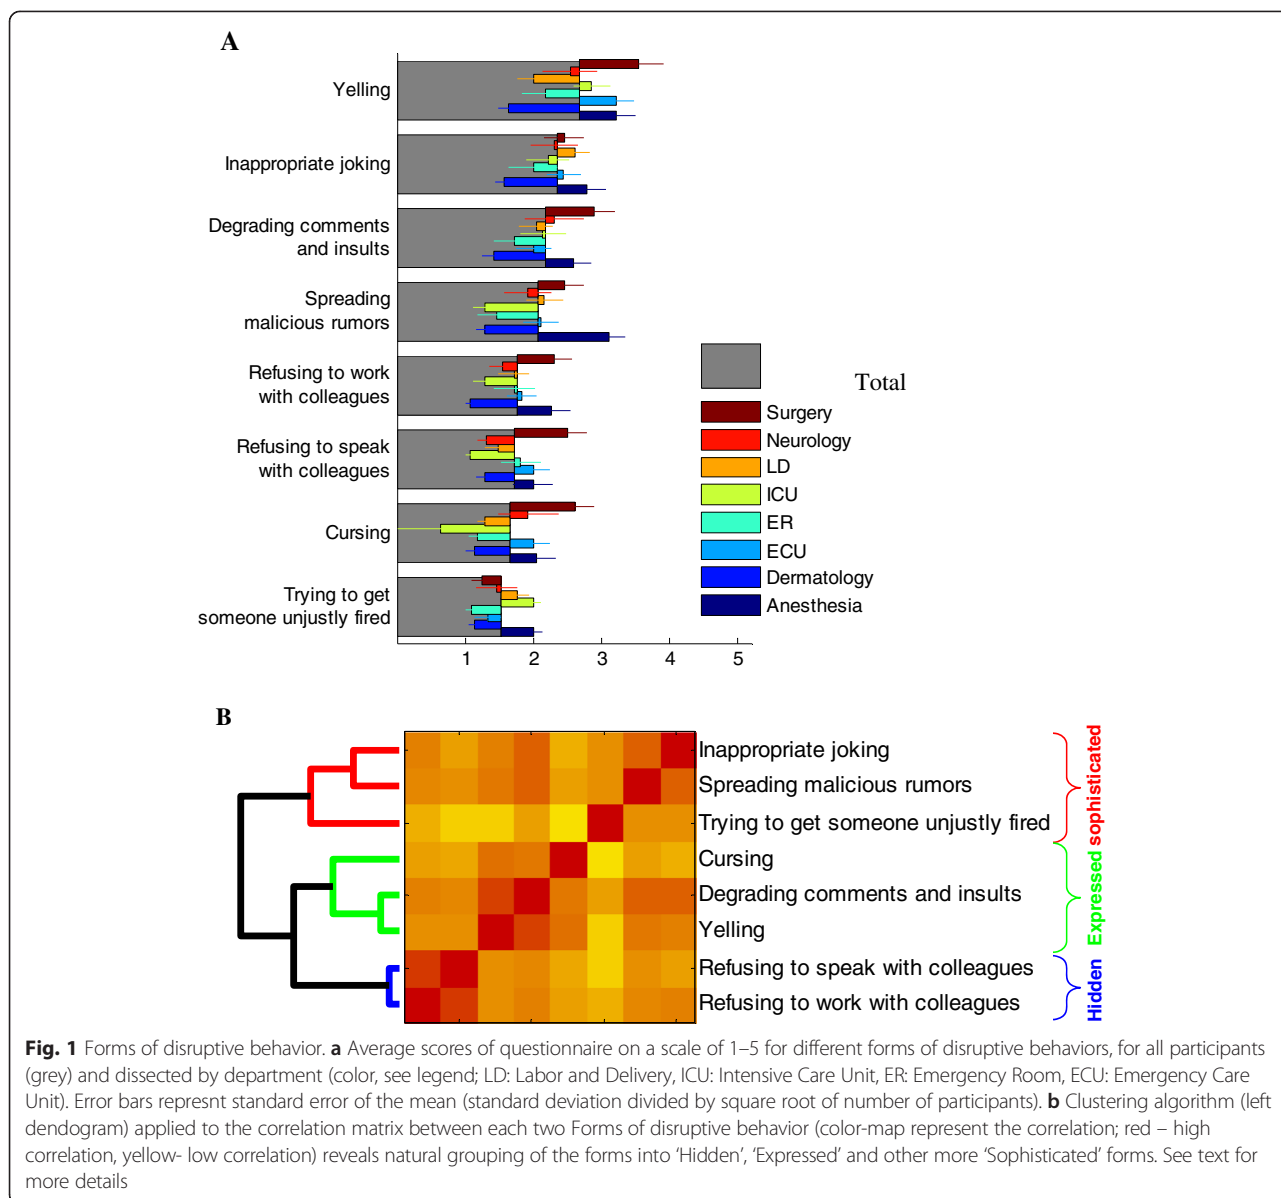 A
Yelling
Inappropriate joking
Degrading comments
and insults
Spreading
malicious rumors
Refusing to work
with colleagues
Refusing to speak
with colleagues
Cursing
Trying to get
someone unjustly fired
1 2 3 4 5
Total
Surgery
Neurology
LD
ICU
ER
ECU
Dermatology
Anesthesia
B
Inappropriate joking
Spreading malicious rumors
Trying to get someone unjustly fired
Cursing
Degrading comments and insults
Yelling
Refusing to speak with colleagues
Refusing to work with colleagues
sophisticated
Expressed
Hidden
Fig. 1 Forms of disruptive behavior. a Average scores of questionnaire on a scale of 1–5 for different forms of disruptive behaviors, for all participants
(grey) and dissected by department (color, see legend; LD: Labor and Delivery, ICU: Intensive Care Unit, ER: Emergency Room, ECU: Emergency Care
Unit). Error bars represnt standard error of the mean (standard deviation divided by square root of number of participants). b Clustering algorithm (left
dendogram) applied to the correlation matrix between each two Forms of disruptive behavior (color-map represent the correlation; red – high
correlation, yellow- low correlation) reveals natural grouping of the forms into ‘Hidden’, ‘Expressed’ and other more ‘Sophisticated’ forms. See text for
more details